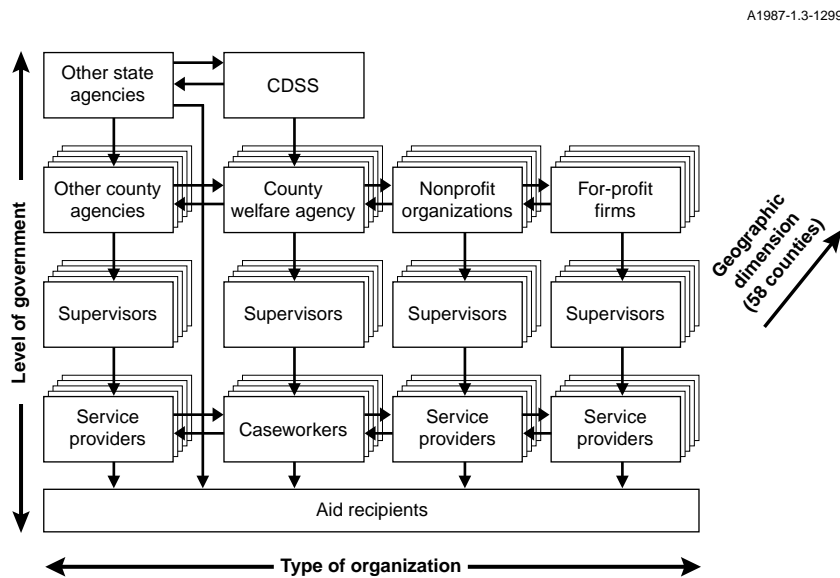 A1987-1.3-1299
Other state
agencies
CDSS
Other county
agencies
County
welfare agency
Nonprofit
organizations
For-profit
firms
Supervisors
Supervisors
Supervisors
Supervisors
Service
providers
Caseworkers
Service
providers
Service
providers
Aid recipients
Level of government
Type of organization
Geographic
dimension
(58 counties)